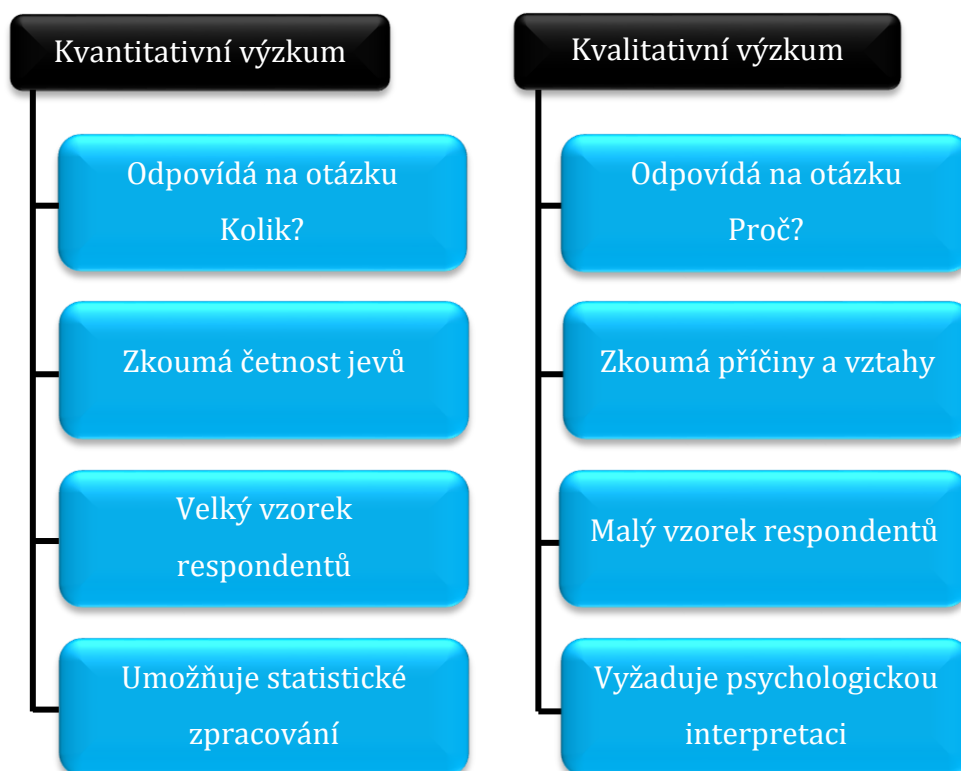 Kvantitativní výzkum
Odpovídá na otázku
Kolik?
Zkoumá četnost jevů
Velký vzorek
respondentů
Umožňuje statistické
zpracování
Kvalitativní výzkum
Odpovídá na otázku
Proč?
Zkoumá příčiny a vztahy
Malý vzorek respondentů
Vyžaduje psychologickou
interpretaci